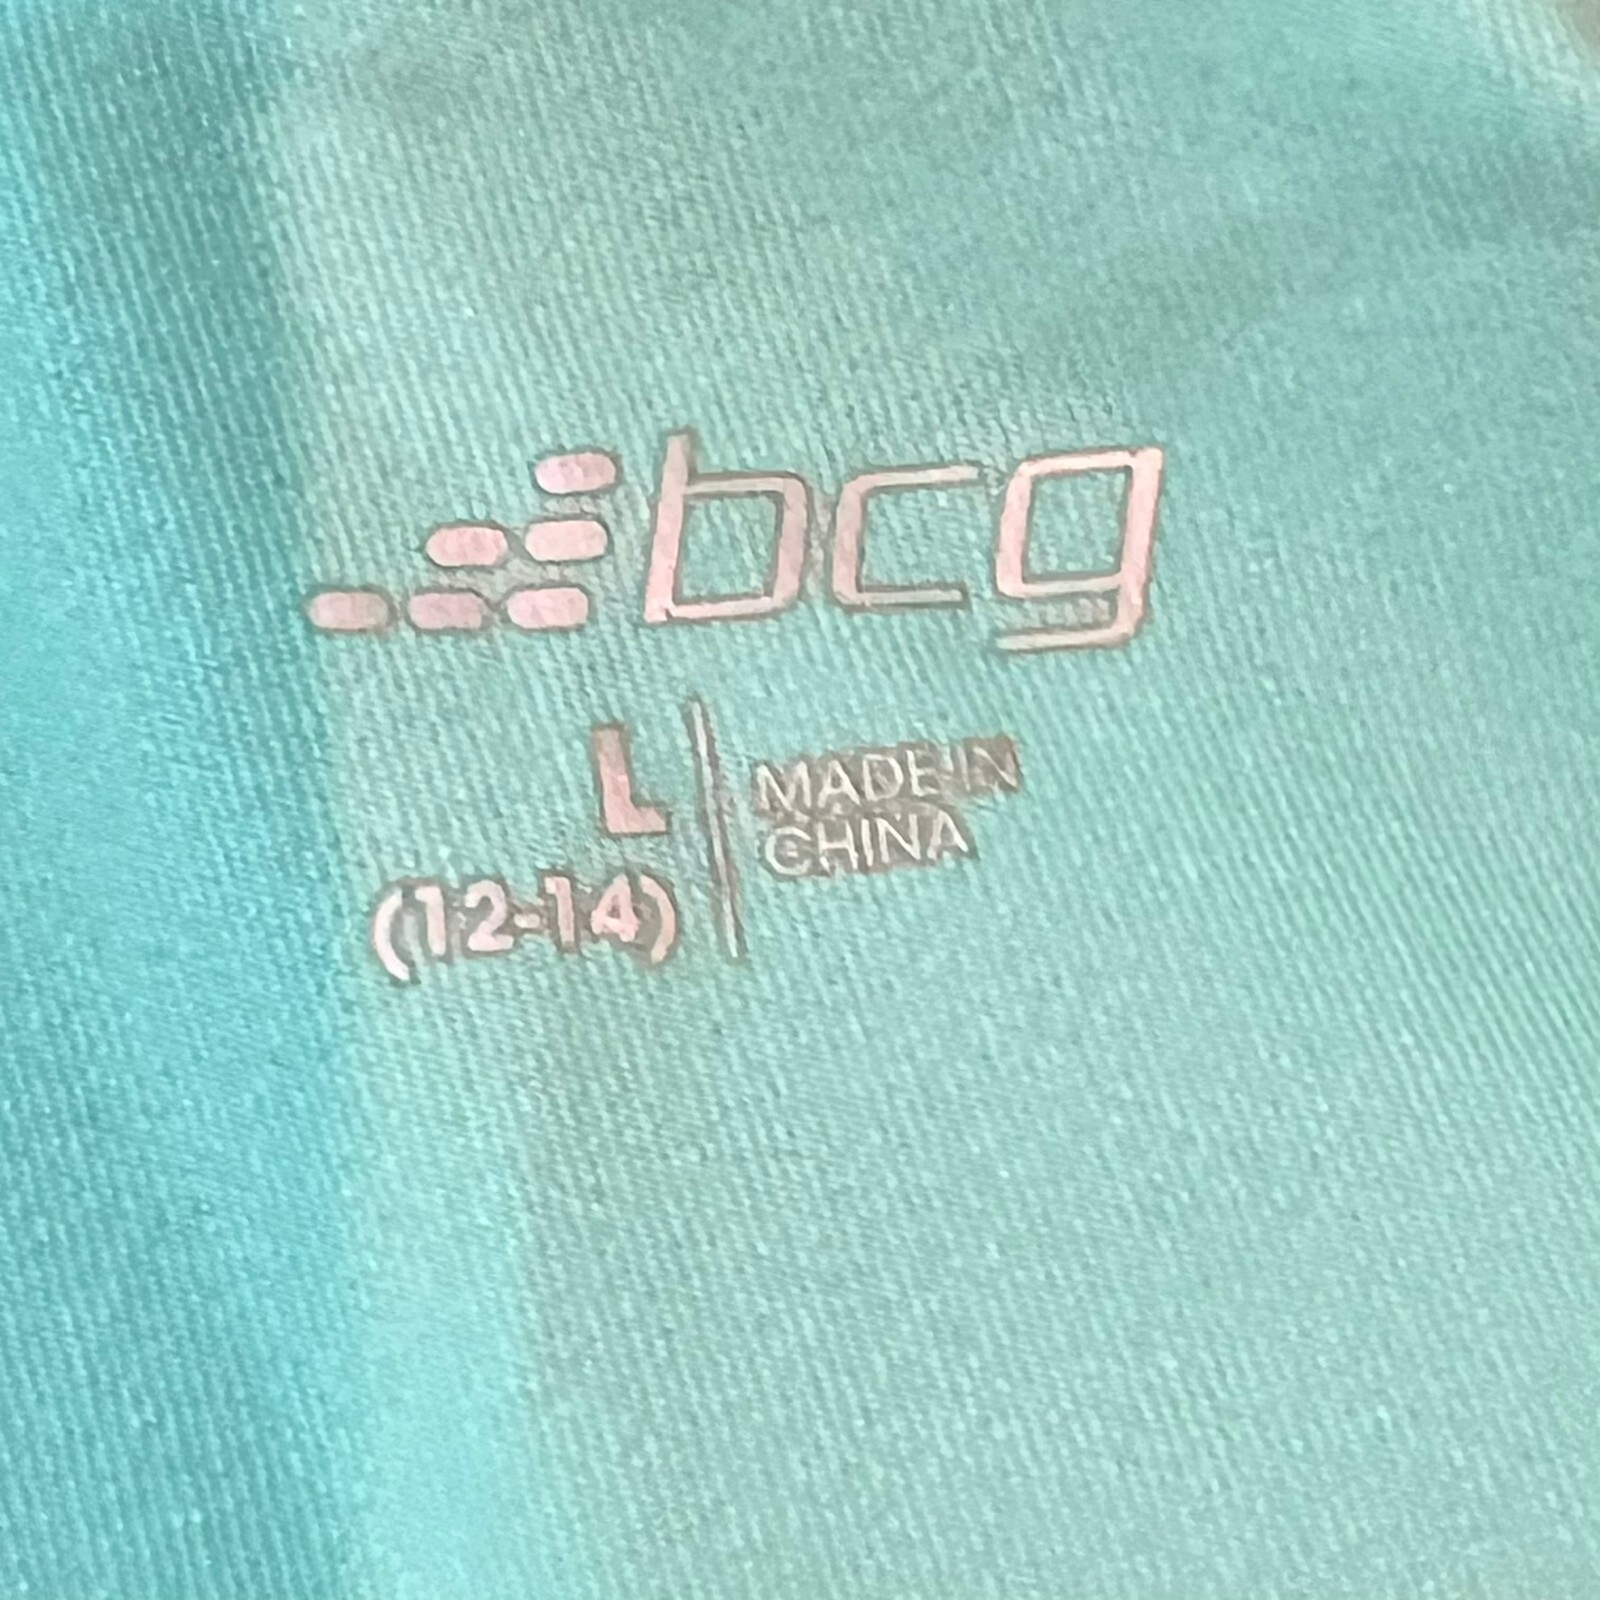 bcg
L
(12-14)
MADE IN
CHINA